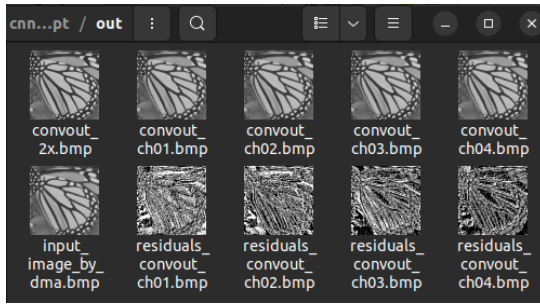 cnn...pt / out
convout_ convout_ convout_ convout_ convout_
2x.bmp ch01.bmp ch02.bmp ch03.bmp ch04.bmp
input_ residuals_ residuals_ residuals_ residuals_
image_by_ convout_ convout_ convout_ convout_
dma.bmp ch01.bmp ch02.bmp ch03.bmp ch04.bmp